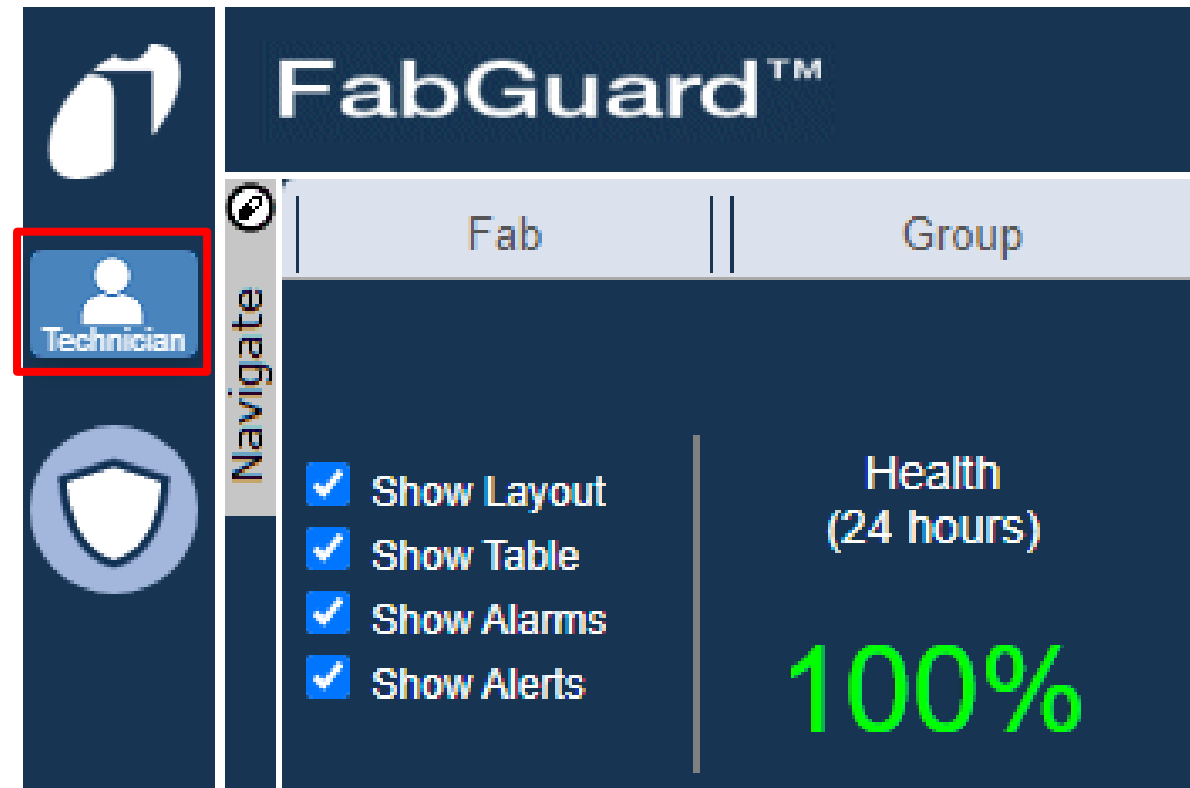 FabGuard™
Technician
Navigate
Fab
Group
Show Layout
Show Table
Show Alarms
Show Alerts
Health
(24 hours)
100%